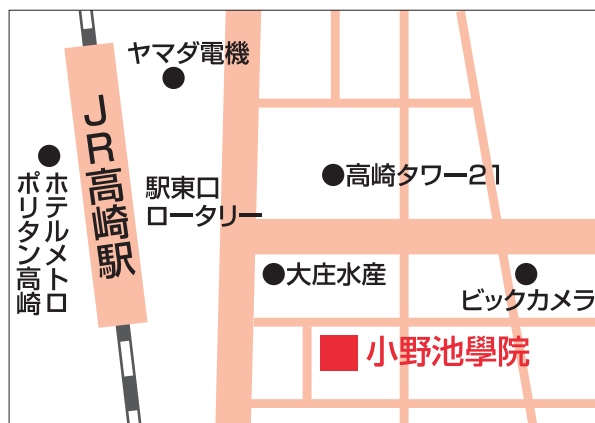 ヤマダ電機
JR高崎駅
ホテルメトロ
ポリタン高崎
駅東口
ロータリー
高崎タワー21
大庄水産
ビックカメラ
小野池學院